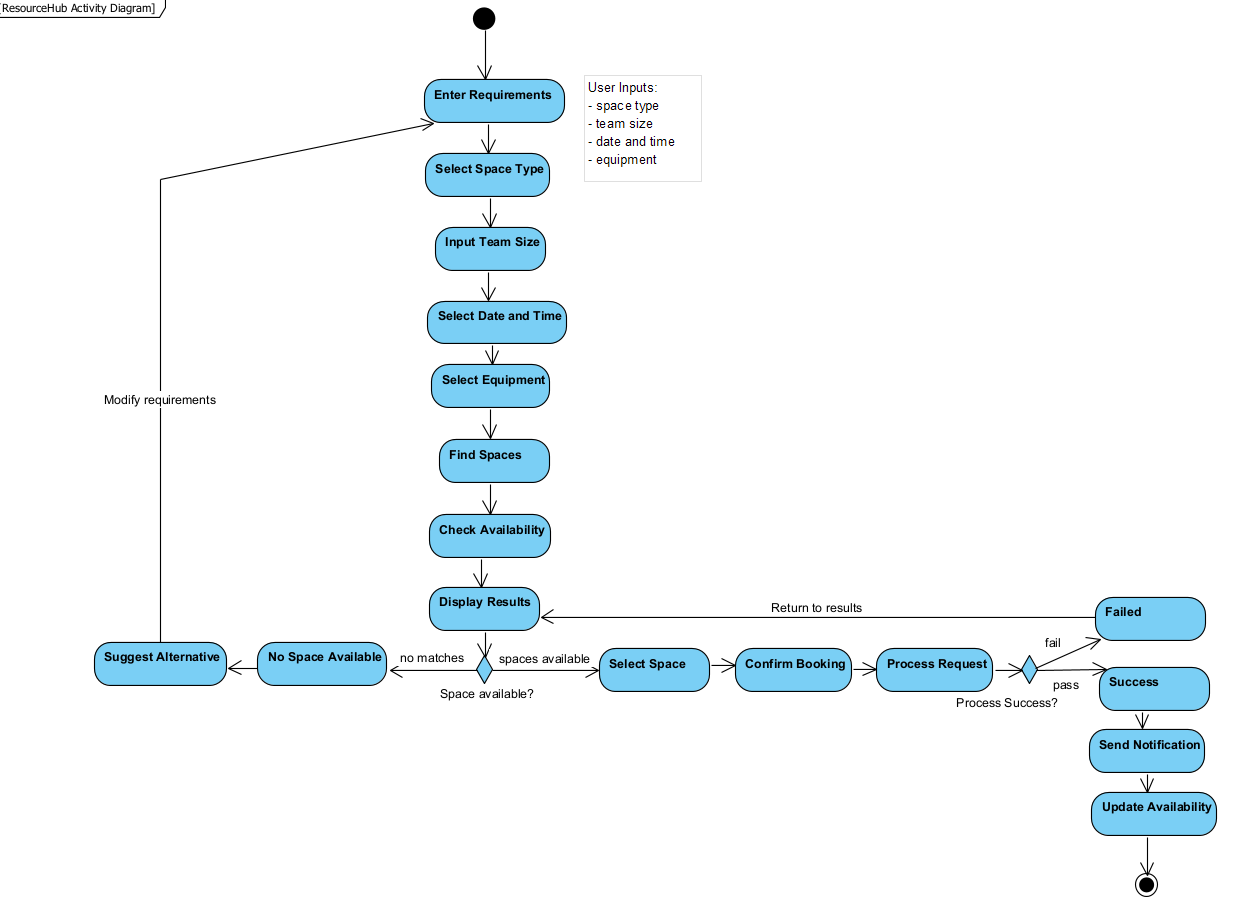 ResourceHub Activity Diagram]
Enter Requirements
User Inputs:
- space type
- team size
- date and time
- equipment
Select Space Type
Input Team Size
Select Date and Time
Select Equipment
Modify requirements
Find Spaces
Check Availability
Display Results
Return to results
Failed
Suggest Alternative
No Space Available
no matches
spaces available
Space available?
Select Space
Confirm Booking
Process Request
fail
pass
Process Success?
Success
Send Notification
Update Availability